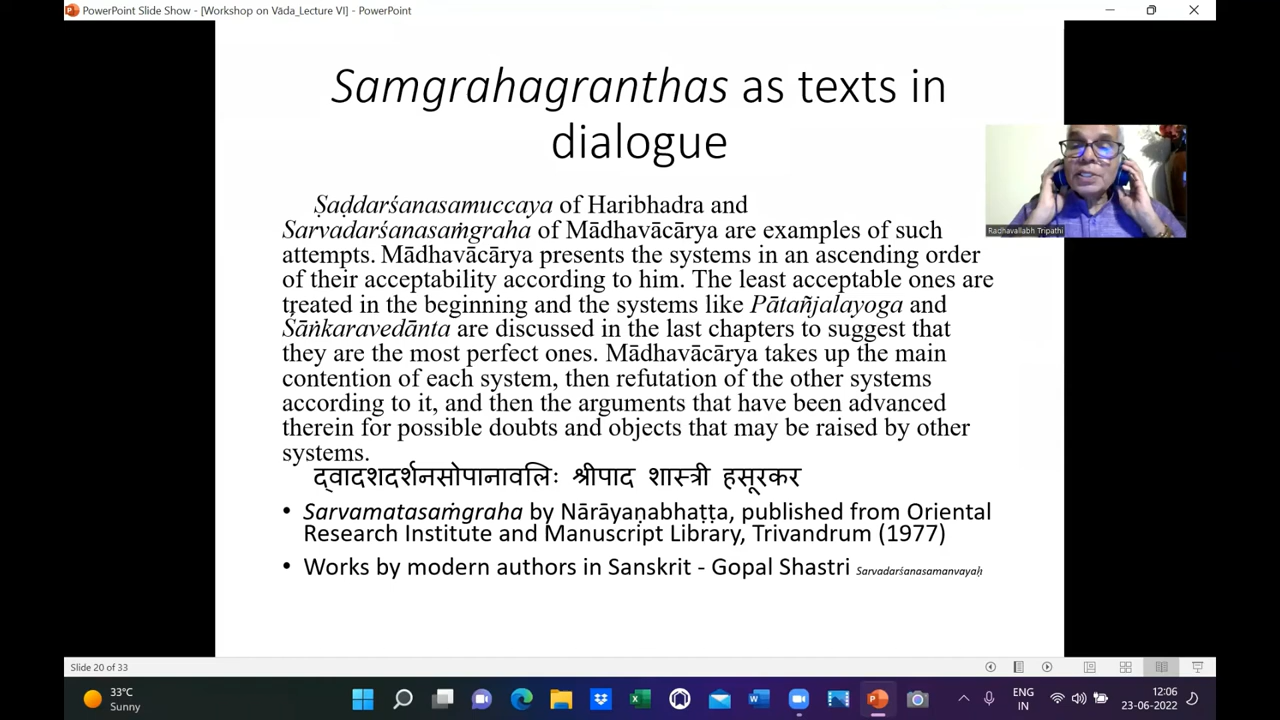 PowerPoint Slide Show - [Workshop on Vāda_Lecture VI] - PowerPoint
Samgrahagranthas as texts in
dialogue
Ṣaḍdarśanasamuccaya of Haribhadra and
Sarvadarśanasaṁgraha of Mādhavācārya are examples of such
attempts. Mādhavācārya presents the systems in an ascending order
of their acceptability according to him. The least acceptable ones are
treated in the beginning and the systems like Pātañjalayoga and
Śāṅkaravedānta are discussed in the last chapters to suggest that
they are the most perfect ones. Mādhavācārya takes up the main
contention of each system, then refutation of the other systems
according to it, and then the arguments that have been advanced
therein for possible doubts and objects that may be raised by other
systems.
द्वादशदर्शनसोपानावलिः श्रीपाद शास्त्री हसूरकर
• Sarvamatasaṁgraha by Nārāyaṇabhaṭṭa, published from Oriental
Research Institute and Manuscript Library, Trivandrum (1977)
• Works by modern authors in Sanskrit - Gopal Shastri Sarvadarśanasamanvayaḥ
Radhavallabh Tripathi
Slide 20 of 33
33°C
Sunny
ENG
IN
12:06
23-06-2022